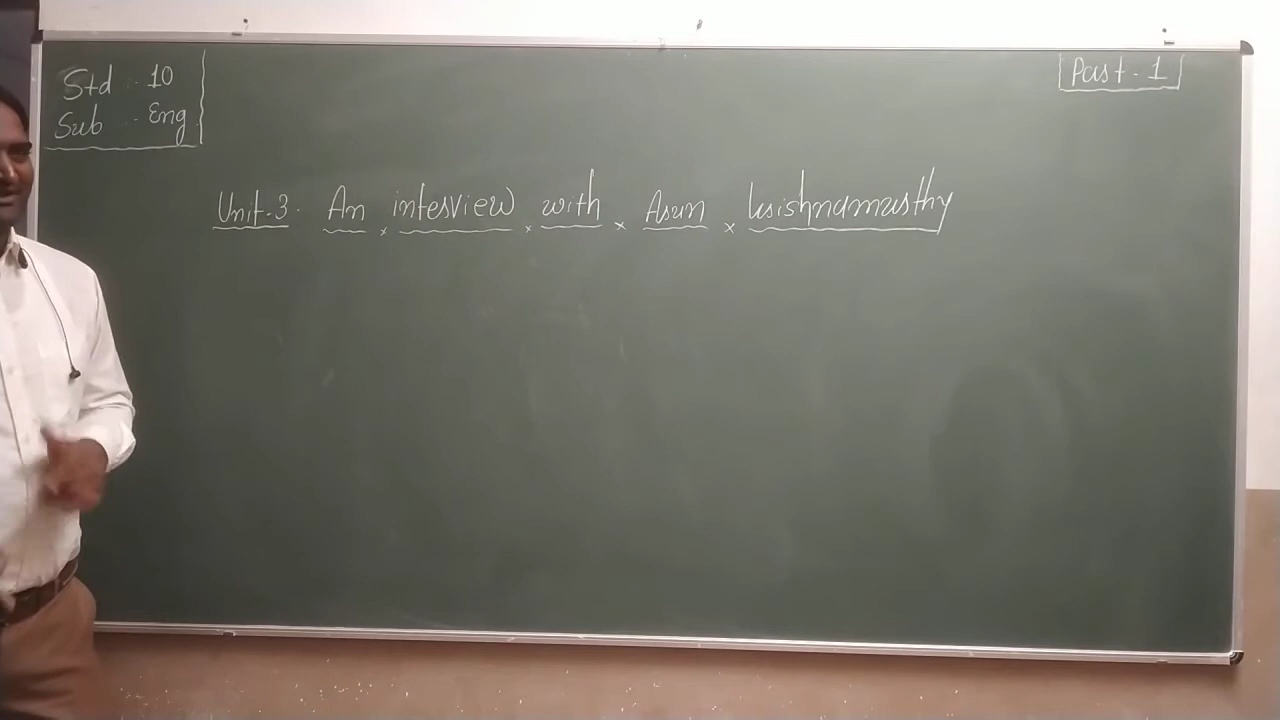 Std : 10
Sub : Eng
Part - 1
Unit-3. An interview with Arun krishnamurthy